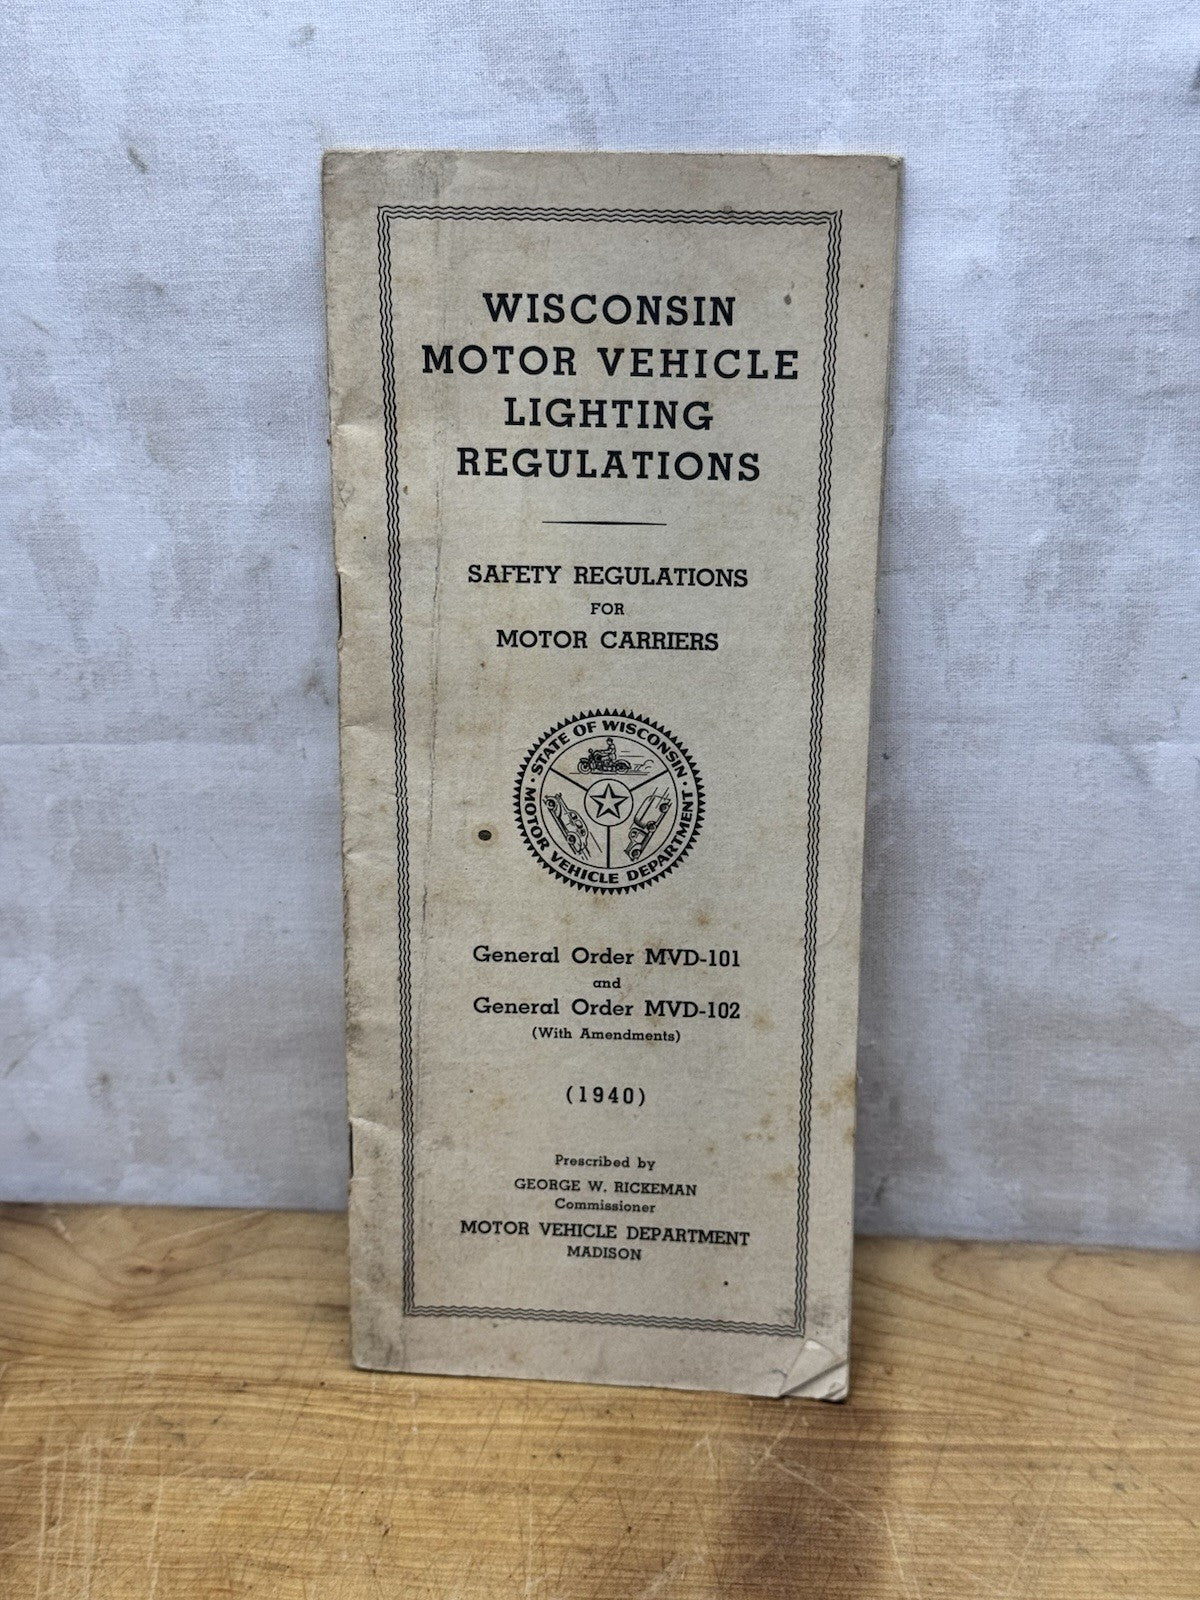 WISCONSIN
MOTOR VEHICLE
LIGHTING
REGULATIONS
SAFETY REGULATIONS
FOR
MOTOR CARRIERS
STATE OF WISCONSIN
MOTOR VEHICLE DEPARTMENT
General Order MVD-101
and
General Order MVD-102
(With Amendments)
(1940)
Prescribed by
GEORGE W. RICKEMAN
Commissioner
MOTOR VEHICLE DEPARTMENT
MADISON